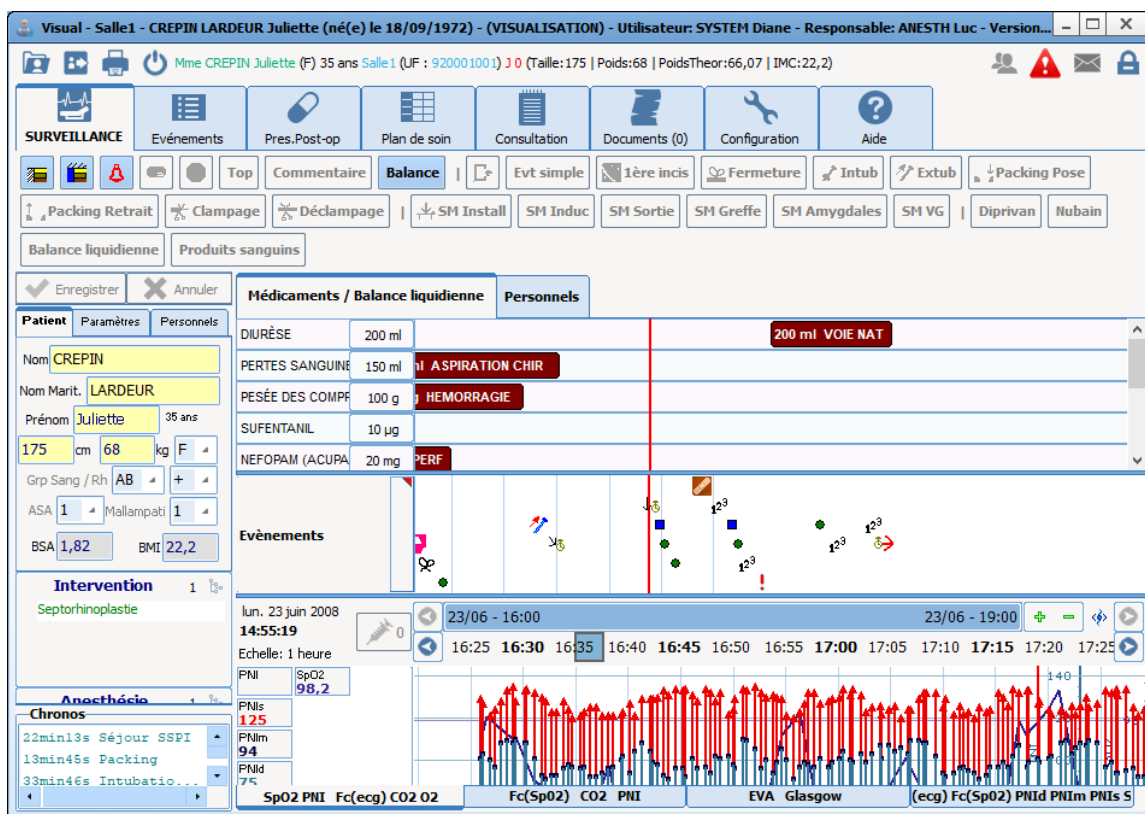 Visual - Salle1 - CREPIN LARDEUR Juliette (né(e) le 18/09/1972) - (VISUALISATION) - Utilisateur: SYSTEM Diane - Responsable: ANESTH Luc - Version...
Mme CREPIN Juliette (F) 35 ans Salle1 (UF : 920001001) J 0 (Taille:175 | Poids:68 | PoidsTheor:66,07 | IMC:22,2)
SURVEILLANCE Evénements Pres.Post-op Plan de soin Consultation Documents (0) Configuration Aide
Top Commentaire Balance | Evt simple 1ère incis Fermeture Intub Extub Packing Pose
Packing Retrait Clampage Déclampage | SM Install SM Induc SM Sortie SM Greffe SM Amygdales SM VG | Diprivan Nubain
Balance liquidienne Produits sanguins
Enregistrer Annuler
Médicaments / Balance liquidienne Personnels
Patient Paramètres Personnels
Nom CREPIN
Nom Marit. LARDEUR
Prénom Juliette 35 ans
175 cm 68 kg F
Grp Sang / Rh AB +
ASA 1 Mallampati 1
BSA 1,82 BMI 22,2
Intervention 1
Septorhinoplastie
Anesthésie 1
Chronos
22min13s Séjour SSPI
13min45s Packing
33min46s Intubatio...
DIURÈSE 200 ml 200 ml VOIE NAT
PERTES SANGUINE 150 ml ml ASPIRATION CHIR
PESÉE DES COMPR 100 g g HEMORRAGIE
SUFENTANIL 10 µg
NEFOPAM (ACUPA 20 mg PERF
Evènements
1²³
1²³
1²³
1²³
!
lun. 23 juin 2008
14:55:19
Echelle: 1 heure
0
23/06 - 16:00 23/06 - 19:00
16:25 16:30 16:35 16:40 16:45 16:50 16:55 17:00 17:05 17:10 17:15 17:20 17:25
PNI SpO2
98,2
PNIs
125
PNIm
94
PNId
75
140
SpO2 PNI Fc(ecg) CO2 O2 Fc(Sp02) CO2 PNI EVA Glasgow (ecg) Fc(Sp02) PNId PNIm PNIs S